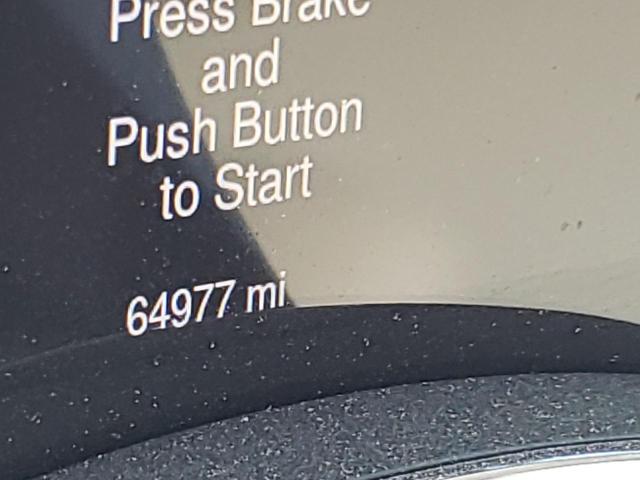 Press Brake
and
Push Button
to Start
64977 mi